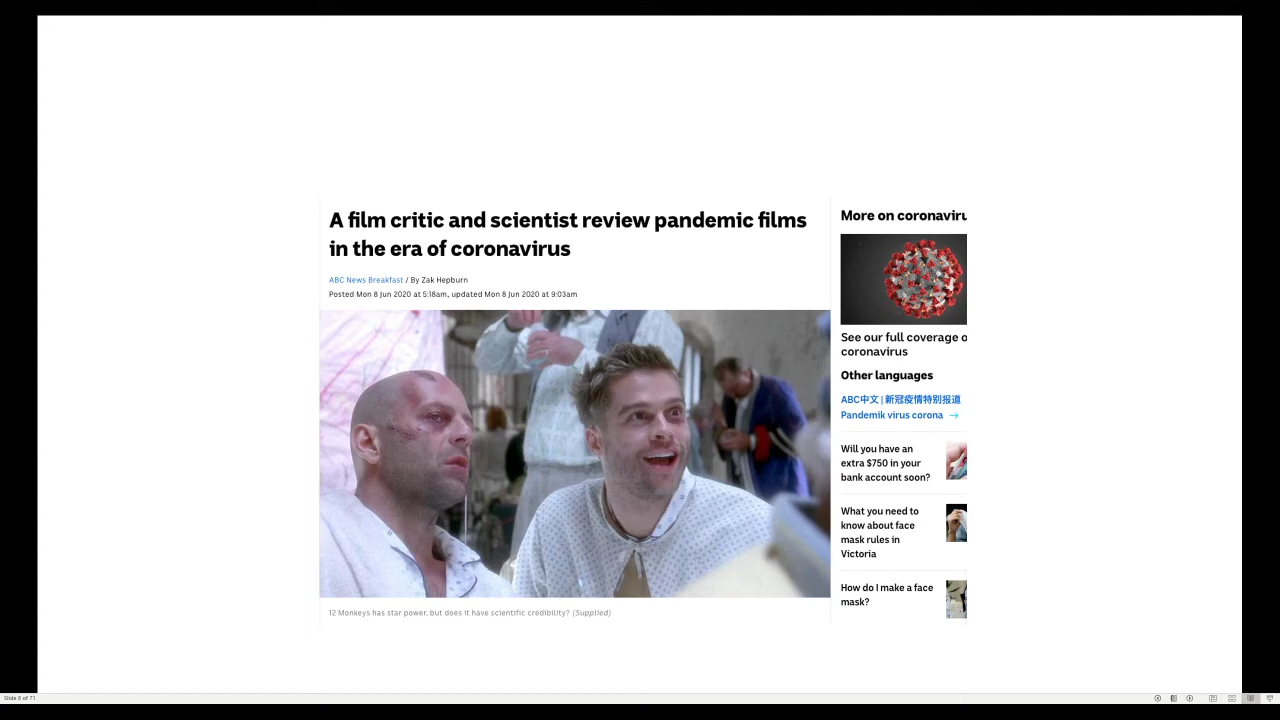 A film critic and scientist review pandemic films
in the era of coronavirus
ABC News Breakfast / By Zak Hepburn
Posted Mon 8 Jun 2020 at 5:18am, updated Mon 8 Jun 2020 at 9:03am
12 Monkeys has star power, but does it have scientific credibility? (Supplied)
More on coronaviru
See our full coverage o
coronavirus
Other languages
ABC中文 | 新冠疫情特别报道
Pandemik virus corona →
Will you have an
extra $750 in your
bank account soon?
What you need to
know about face
mask rules in
Victoria
How do I make a face
mask?
Slide 8 of 71